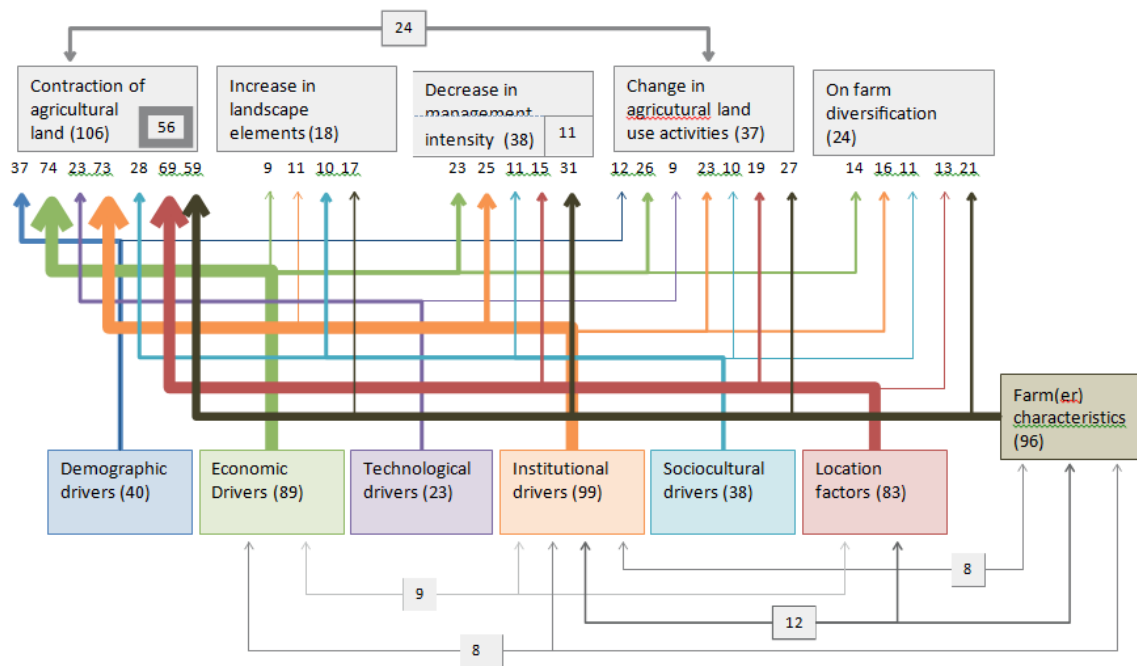 24
Contraction of
agricultural
land (106)
56
Increase in
landscape
elements (18)
Decrease in
management
intensity (38)
11
Change in
agricutural land
use activities (37)
On farm
diversification
(24)
37 74 23 73 28 69 59 9 11 10 17 23 25 11 15 31 12 26 9 23 10 19 27 14 16 11 13 21
Farm(er)
characteristics
(96)
Demographic
drivers (40)
Economic
Drivers (89)
Technological
drivers (23)
Institutional
drivers (99)
Sociocultural
drivers (38)
Location
factors (83)
8
9
12
8